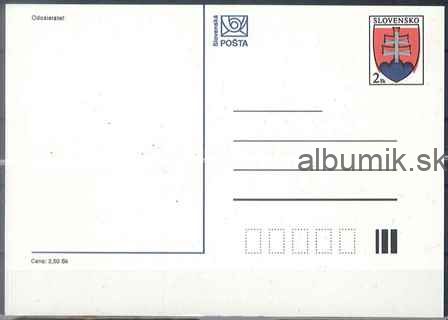 Odosielateľ:
Slovenská
POŠTA
SLOVENSKO
2 Sk
albumik.sk
Cena: 2,50 Sk